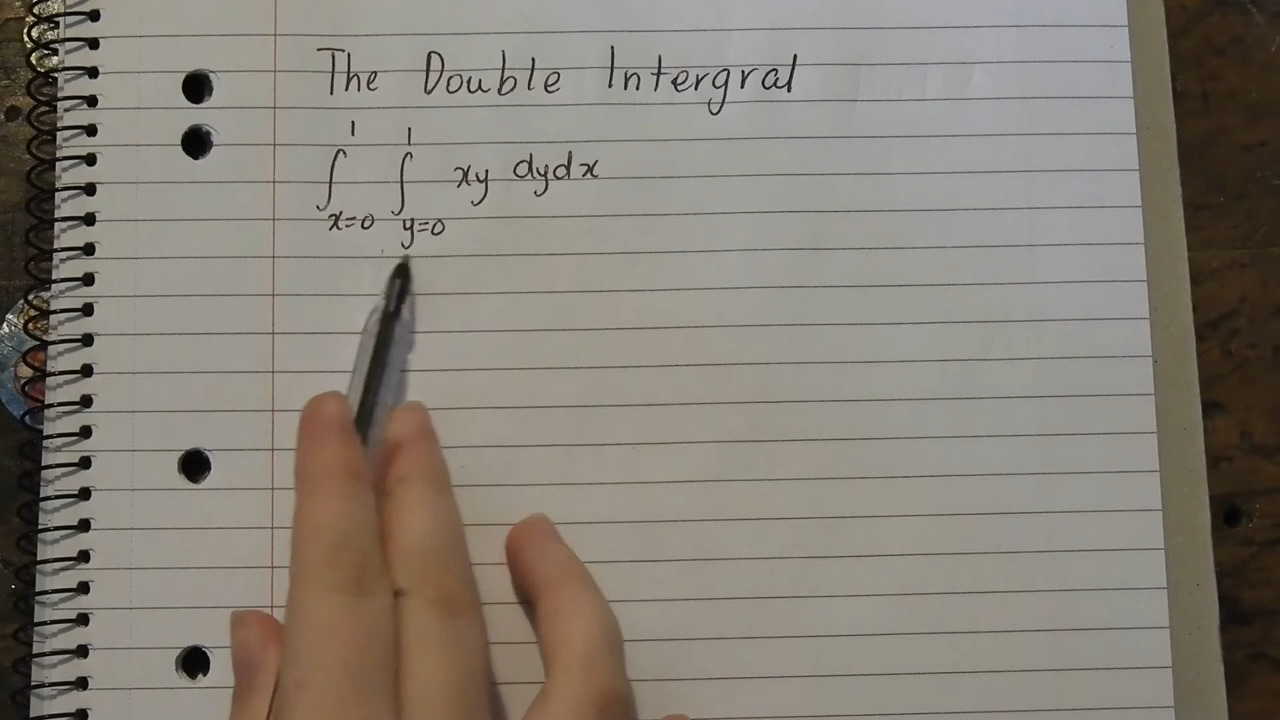 The Double Intergral
∫_{x=0}^{1} ∫_{y=0}^{1} xy dydx